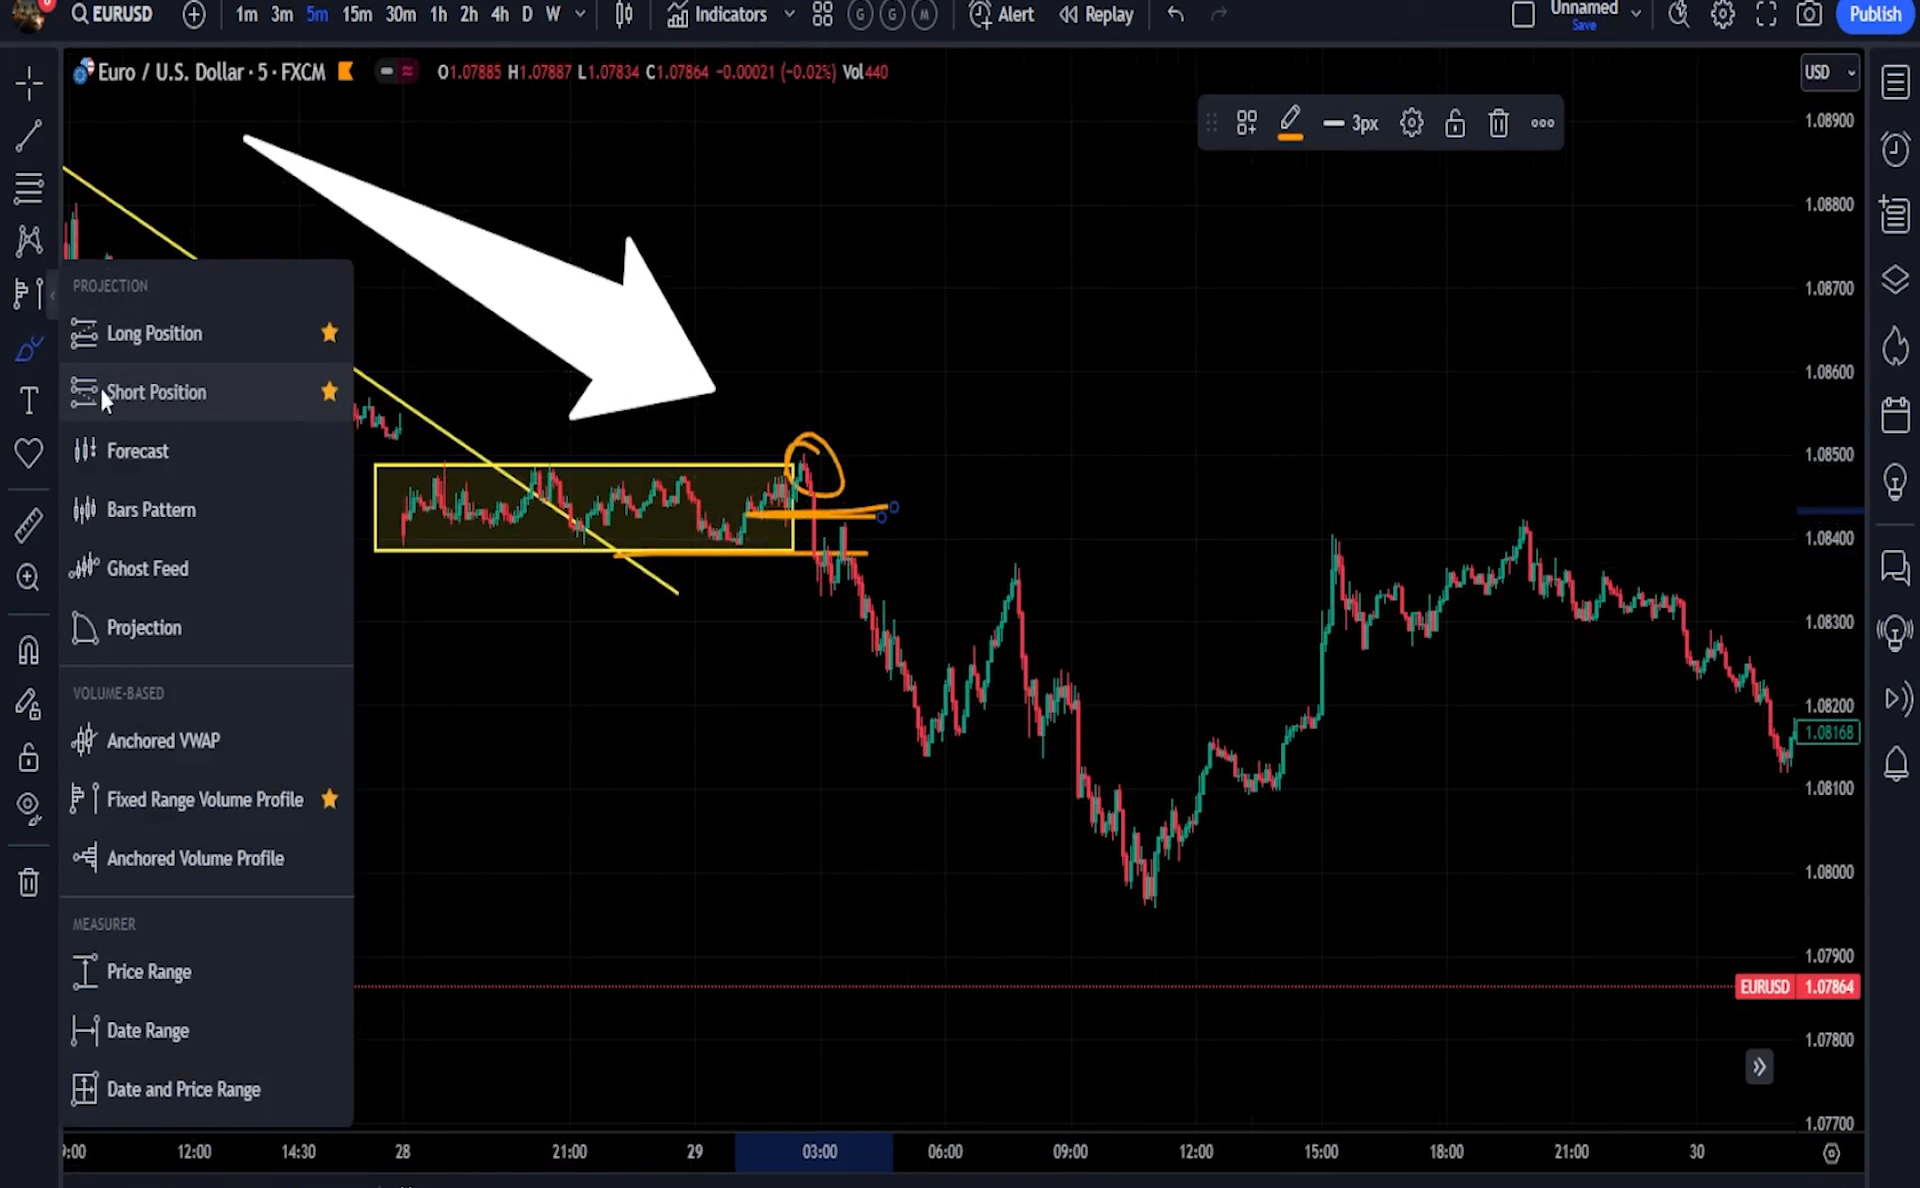 EURUSD 1m 3m 5m 15m 30m 1h 2h 4h D W Indicators G G M Alert Replay Unnamed Publish
Save
Euro / U.S. Dollar · 5 · FXCM O1.07885 H1.07887 L1.07834 C1.07864 -0.00021 (-0.02%) Vol440
USD
3px
1.08900
1.08800
1.08700
1.08600
1.08500
1.08400
1.08300
1.08200
1.08168
1.08100
1.08000
1.07900
EURUSD 1.07864
1.07800
1.07700
PROJECTION
Long Position
Short Position
Forecast
Bars Pattern
Ghost Feed
Projection
VOLUME-BASED
Anchored VWAP
Fixed Range Volume Profile
Anchored Volume Profile
MEASURER
Price Range
Date Range
Date and Price Range
:00 12:00 14:30 28 21:00 29 03:00 06:00 09:00 12:00 15:00 18:00 21:00 30